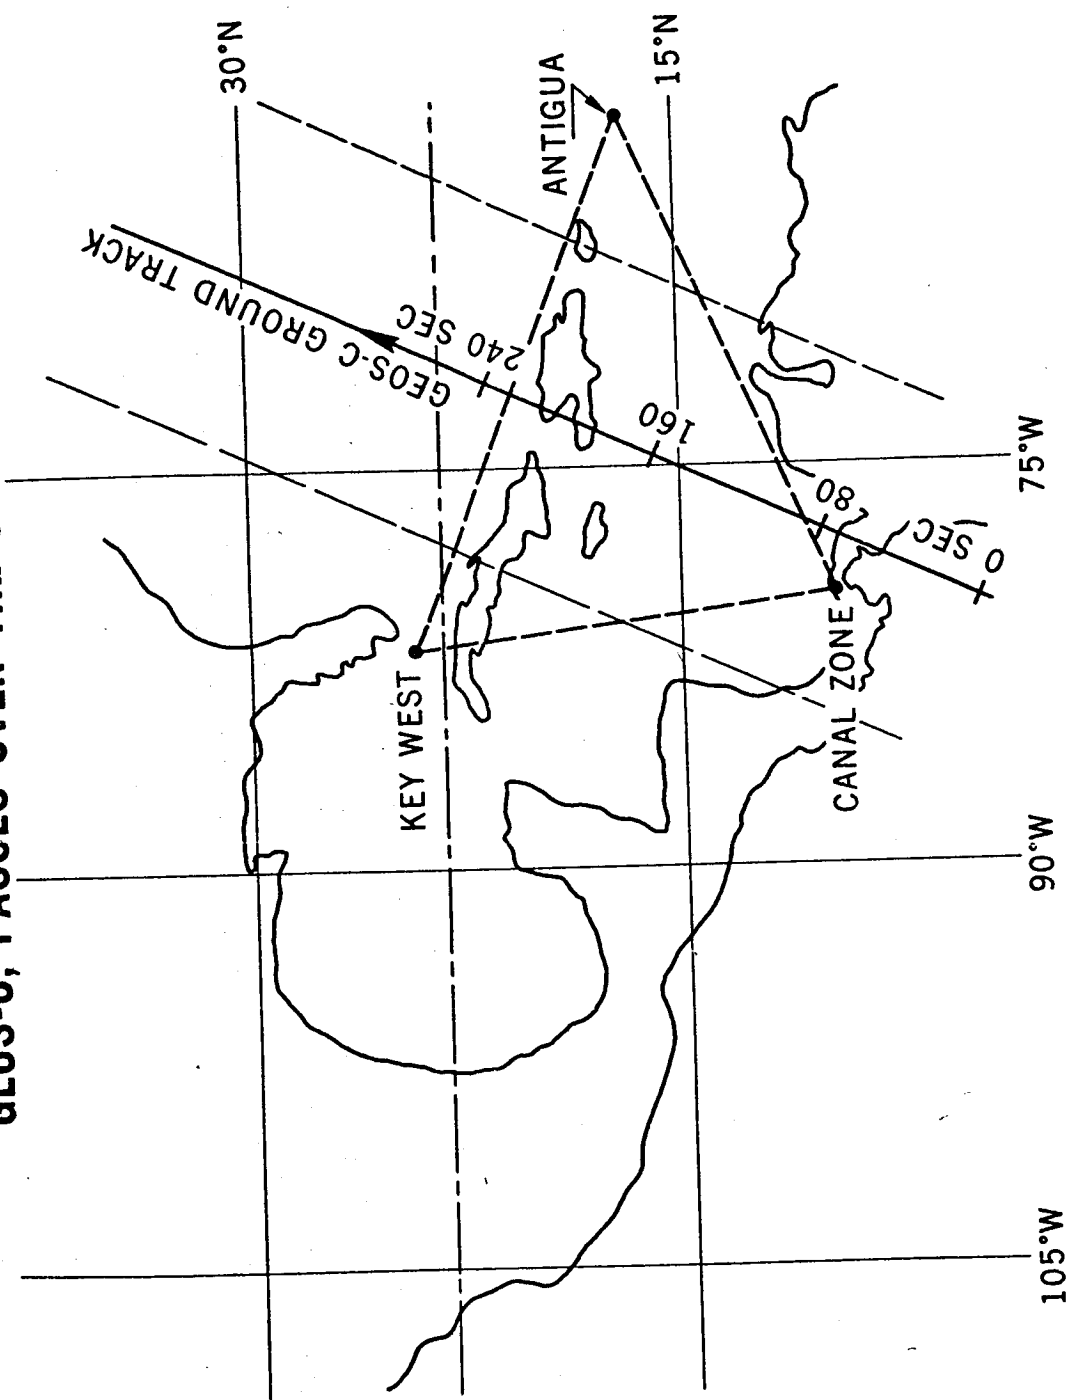 GEOS-C,
30°N
15°N
ANTIGUA
GEOS-C GROUND TRACK
240 SEC
160
80
0 SEC
KEY WEST
CANAL ZONE
75°W
90°W
105°W